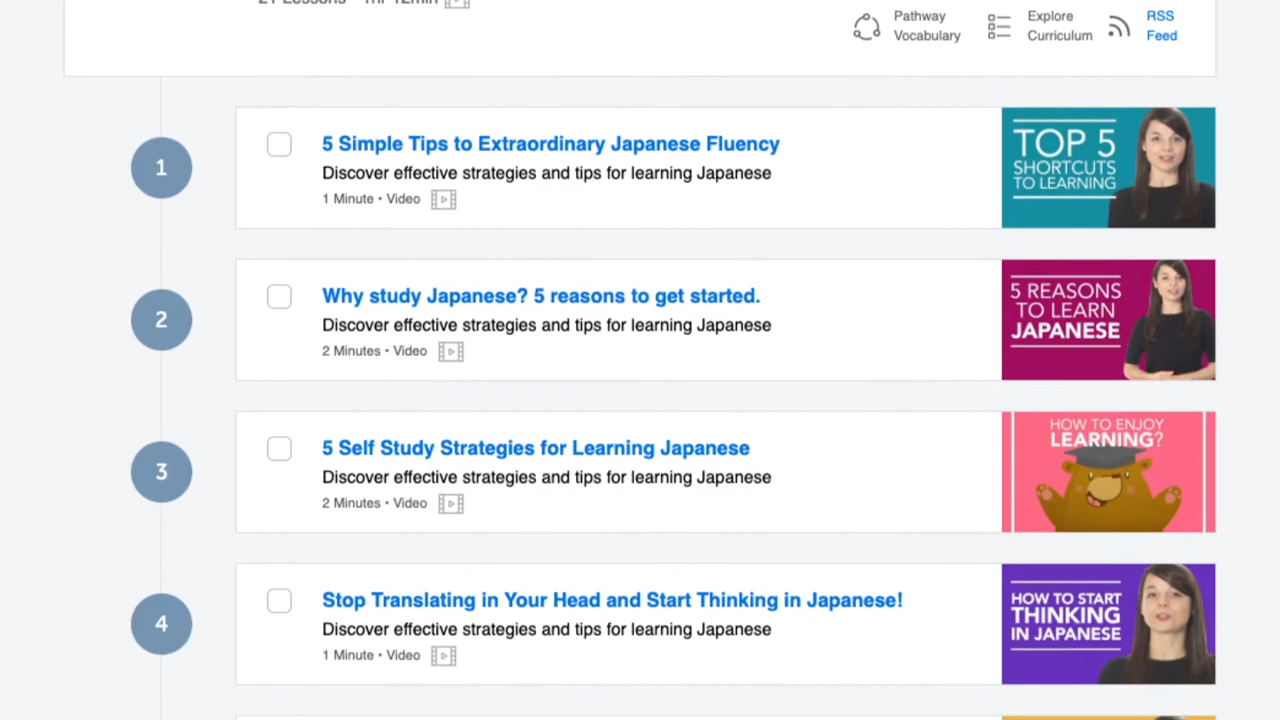 21 Lessons 1hr 12min
Pathway
Vocabulary
Explore
Curriculum
RSS
Feed
1
5 Simple Tips to Extraordinary Japanese Fluency
Discover effective strategies and tips for learning Japanese
1 Minute • Video
TOP 5
SHORTCUTS
TO LEARNING
2
Why study Japanese? 5 reasons to get started.
Discover effective strategies and tips for learning Japanese
2 Minutes • Video
5 REASONS
TO LEARN
JAPANESE
3
5 Self Study Strategies for Learning Japanese
Discover effective strategies and tips for learning Japanese
2 Minutes • Video
HOW TO ENJOY
LEARNING?
4
Stop Translating in Your Head and Start Thinking in Japanese!
Discover effective strategies and tips for learning Japanese
1 Minute • Video
HOW TO START
THINKING
IN JAPANESE